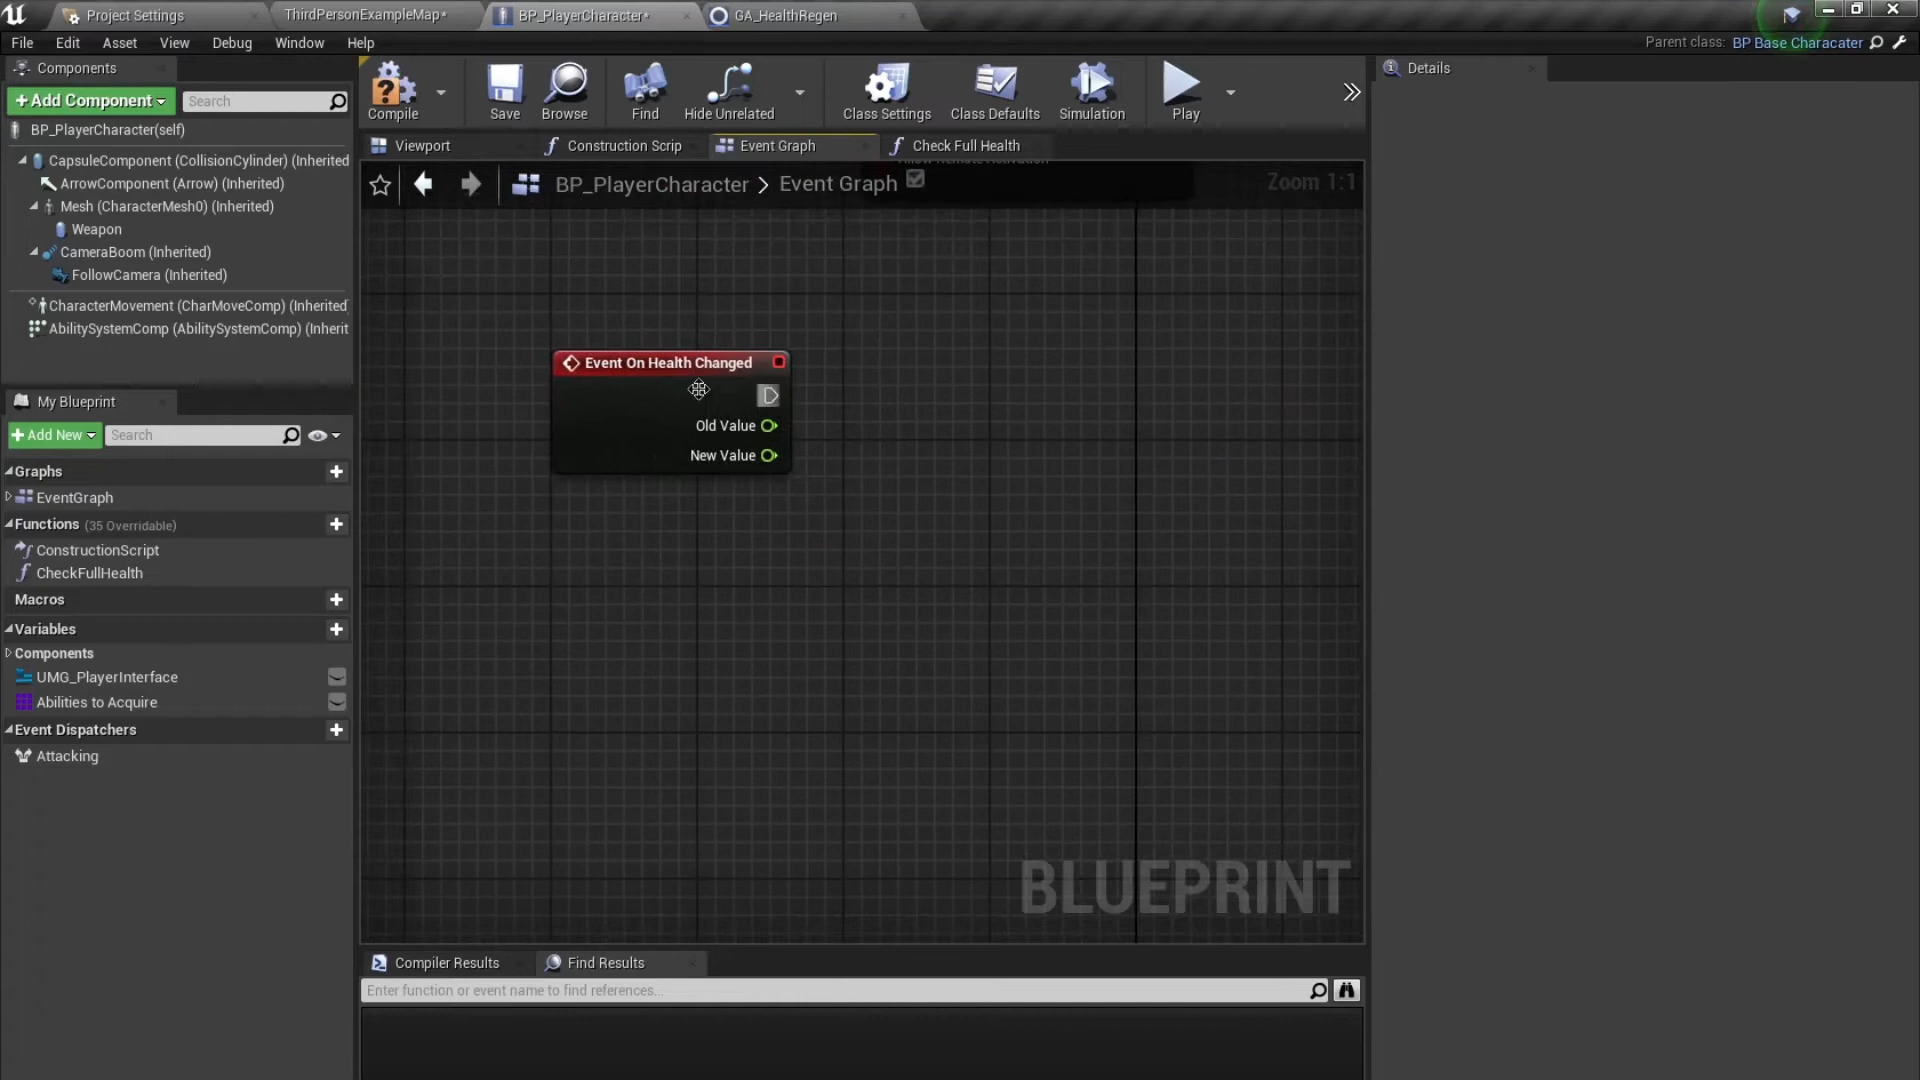 Project Settings
ThirdPersonExampleMap*
BP_PlayerCharacter*
GA_HealthRegen
File Edit Asset View Debug Window Help
Parent class: BP Base Characater
Components
+Add Component
Search
BP_PlayerCharacter(self)
CapsuleComponent (CollisionCylinder) (Inherited
ArrowComponent (Arrow) (Inherited)
Mesh (CharacterMesh0) (Inherited)
Weapon
CameraBoom (Inherited)
FollowCamera (Inherited)
CharacterMovement (CharMoveComp) (Inherited)
AbilitySystemComp (AbilitySystemComp) (Inherit
My Blueprint
+Add New
Search
Graphs
EventGraph
Functions (35 Overridable)
ConstructionScript
CheckFullHealth
Macros
Variables
Components
UMG_PlayerInterface
Abilities to Acquire
Event Dispatchers
Attacking
Compile
Save
Browse
Find
Hide Unrelated
Class Settings
Class Defaults
Simulation
Play
Viewport
Construction Scrip
Event Graph
Check Full Health
BP_PlayerCharacter > Event Graph
Zoom 1:1
Event On Health Changed
Old Value
New Value
BLUEPRINT
Compiler Results
Find Results
Enter function or event name to find references...
Details